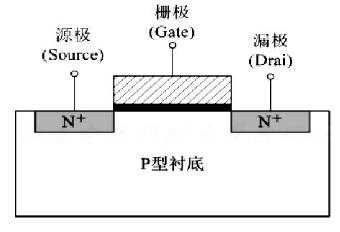 栅极
(Gate)
源极
(Source)
漏极
(Drai)
N+
N+
P型衬底